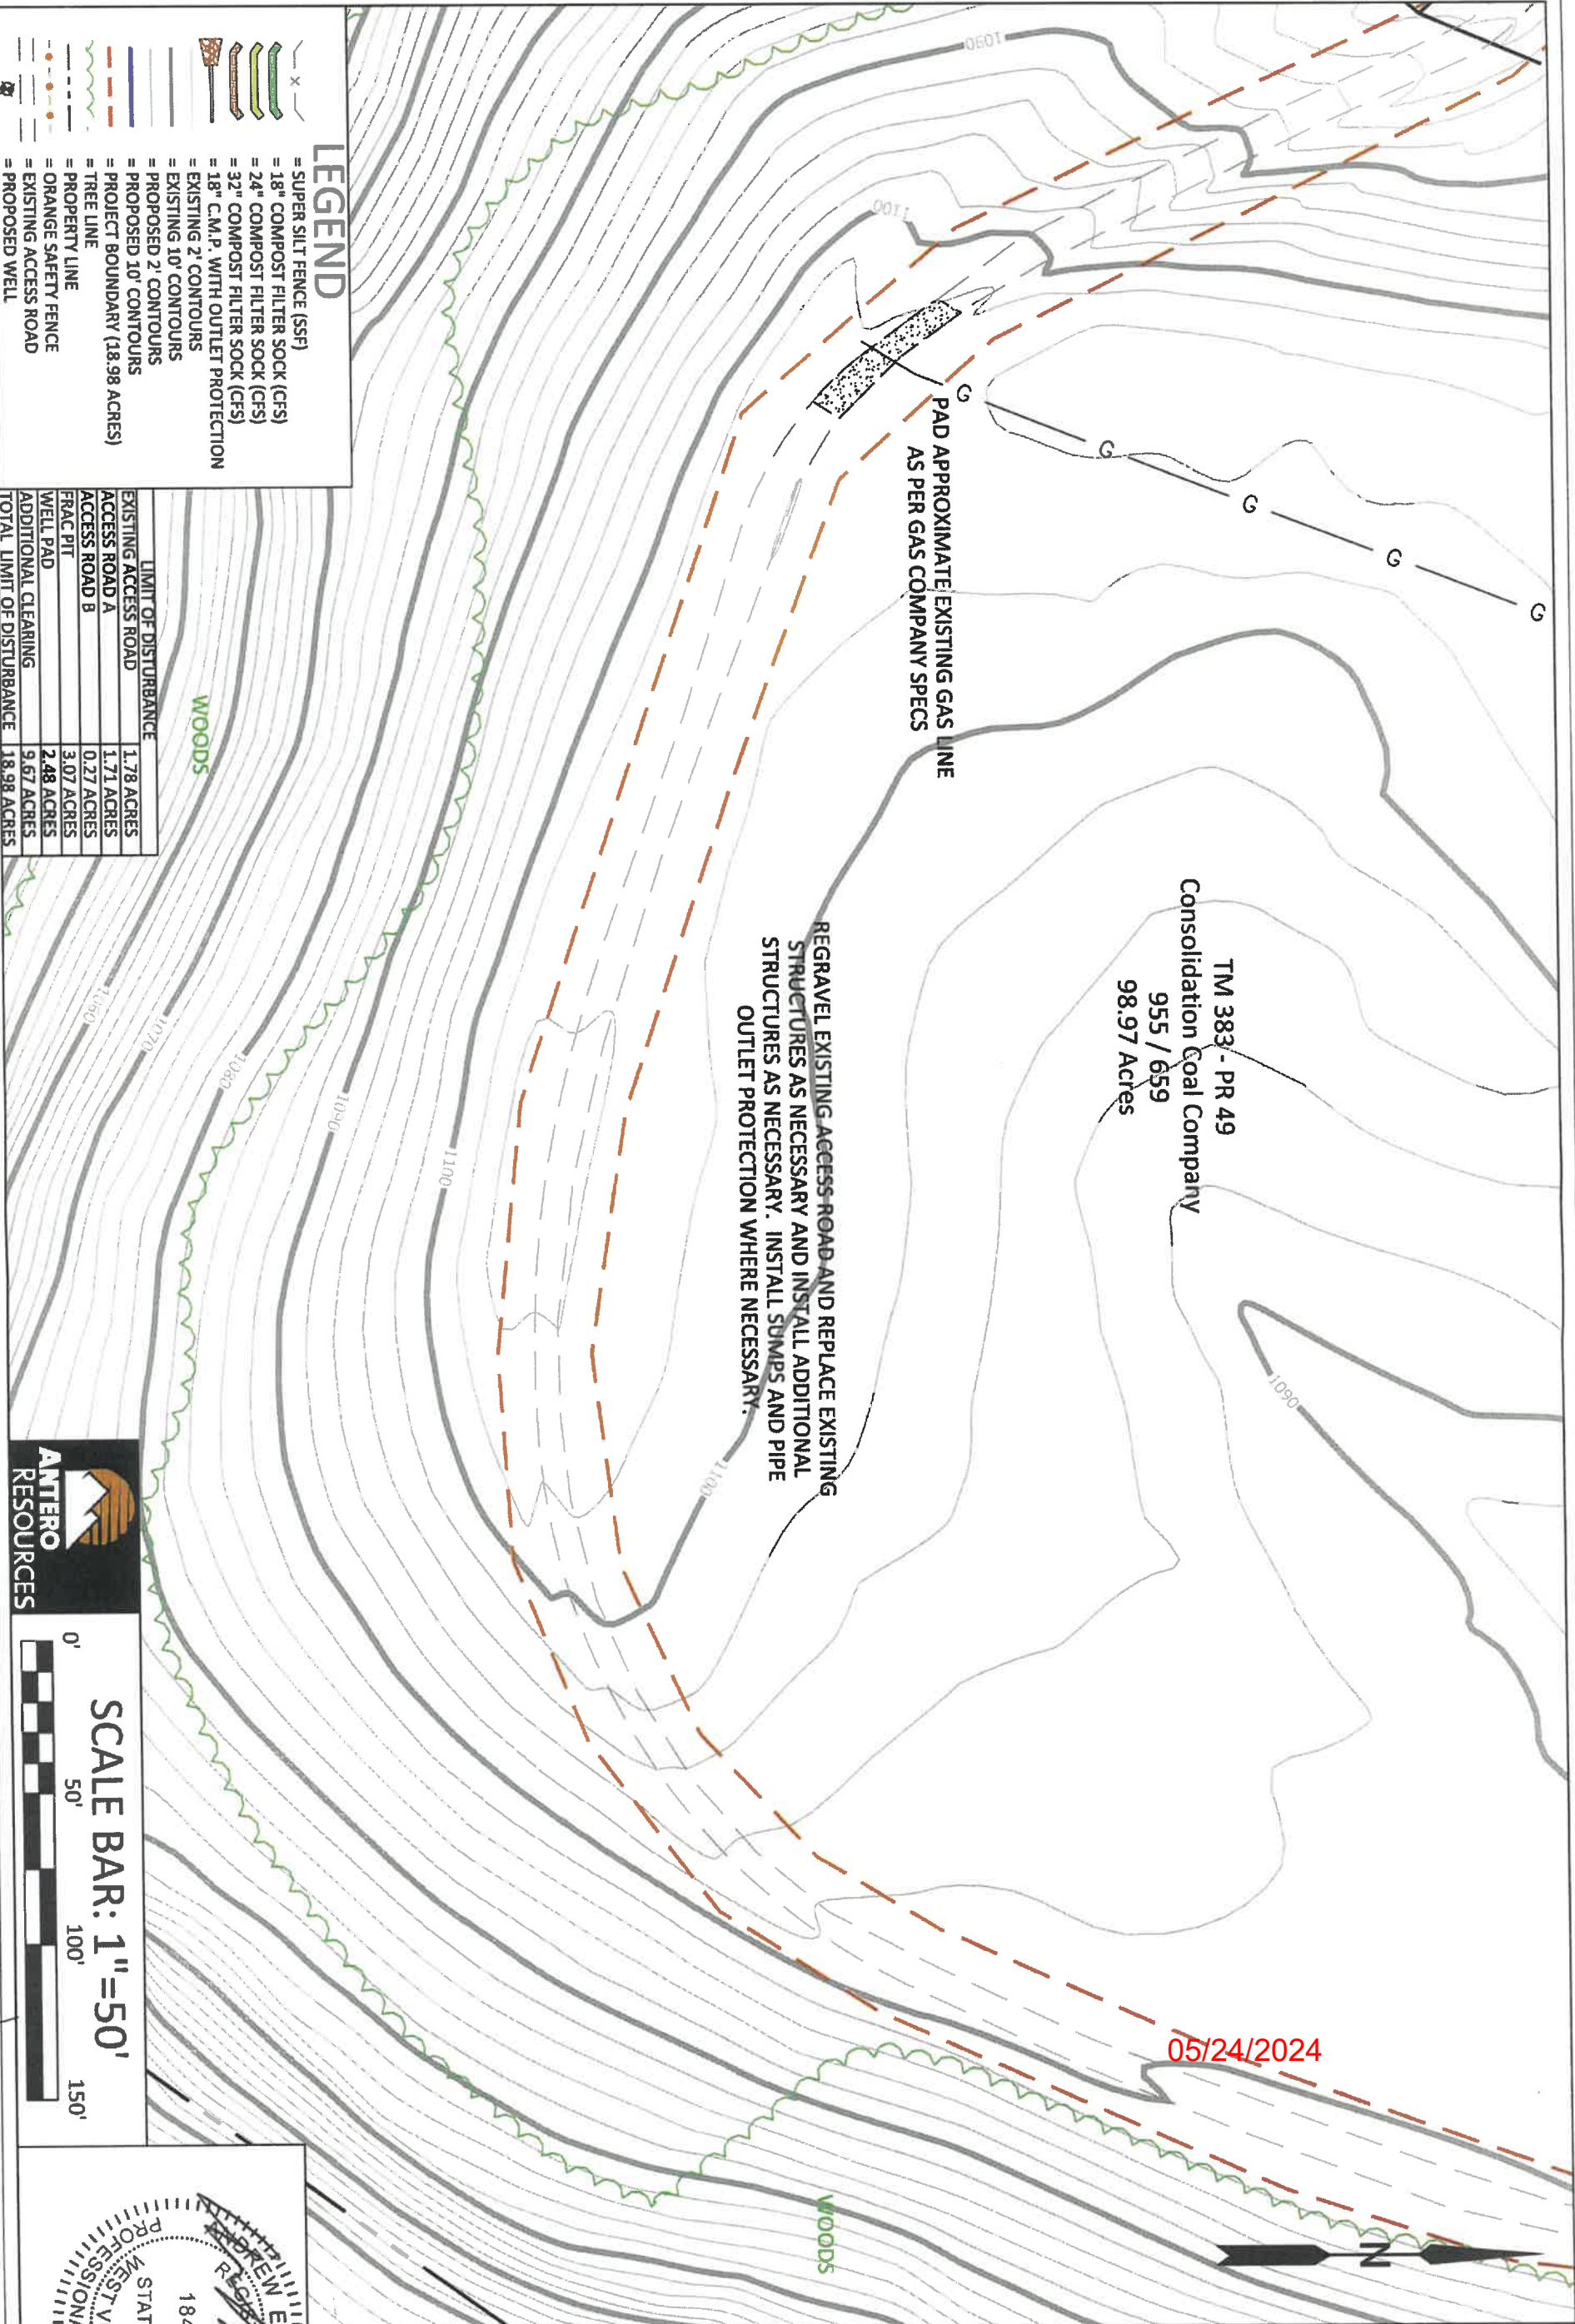 1090
1100
G
G
G
G
PAD APPROXIMATE EXISTING GAS LINE
AS PER GAS COMPANY SPECS
TM 383 - PR 49
Consolidation Coal Company
955 / 659
98.97 Acres
REGRAVEL EXISTING ACCESS ROAD AND REPLACE EXISTING
STRUCTURES AS NECESSARY AND INSTALL ADDITIONAL
STRUCTURES AS NECESSARY. INSTALL SUMPS AND PIPE
OUTLET PROTECTION WHERE NECESSARY.
1090
1100
1100
1090
1080
1070
1060
05/24/2024
N
WOODS
WOODS
LEGEND
x = SUPER SILT FENCE (SSF)
= 18" COMPOST FILTER SOCK (CFS)
= 24" COMPOST FILTER SOCK (CFS)
= 32" COMPOST FILTER SOCK (CFS)
= 18" C.M.P. WITH OUTLET PROTECTION
= EXISTING 2' CONTOURS
= EXISTING 10' CONTOURS
= PROPOSED 2' CONTOURS
= PROPOSED 10' CONTOURS
= PROJECT BOUNDARY (18.98 ACRES)
= TREE LINE
= PROPERTY LINE
= ORANGE SAFETY FENCE
= EXISTING ACCESS ROAD
= PROPOSED WELL
LIMIT OF DISTURBANCE
EXISTING ACCESS ROAD 1.78 ACRES
ACCESS ROAD A 1.71 ACRES
ACCESS ROAD B 0.27 ACRES
FRAC PIT 3.07 ACRES
WELL PAD 2.48 ACRES
ADDITIONAL CLEARING 9.67 ACRES
TOTAL LIMIT OF DISTURBANCE 18.98 ACRES
ANTERO
RESOURCES
SCALE BAR: 1"=50'
0' 50' 100' 150'
ANDREW E
184
STAT
WEST V